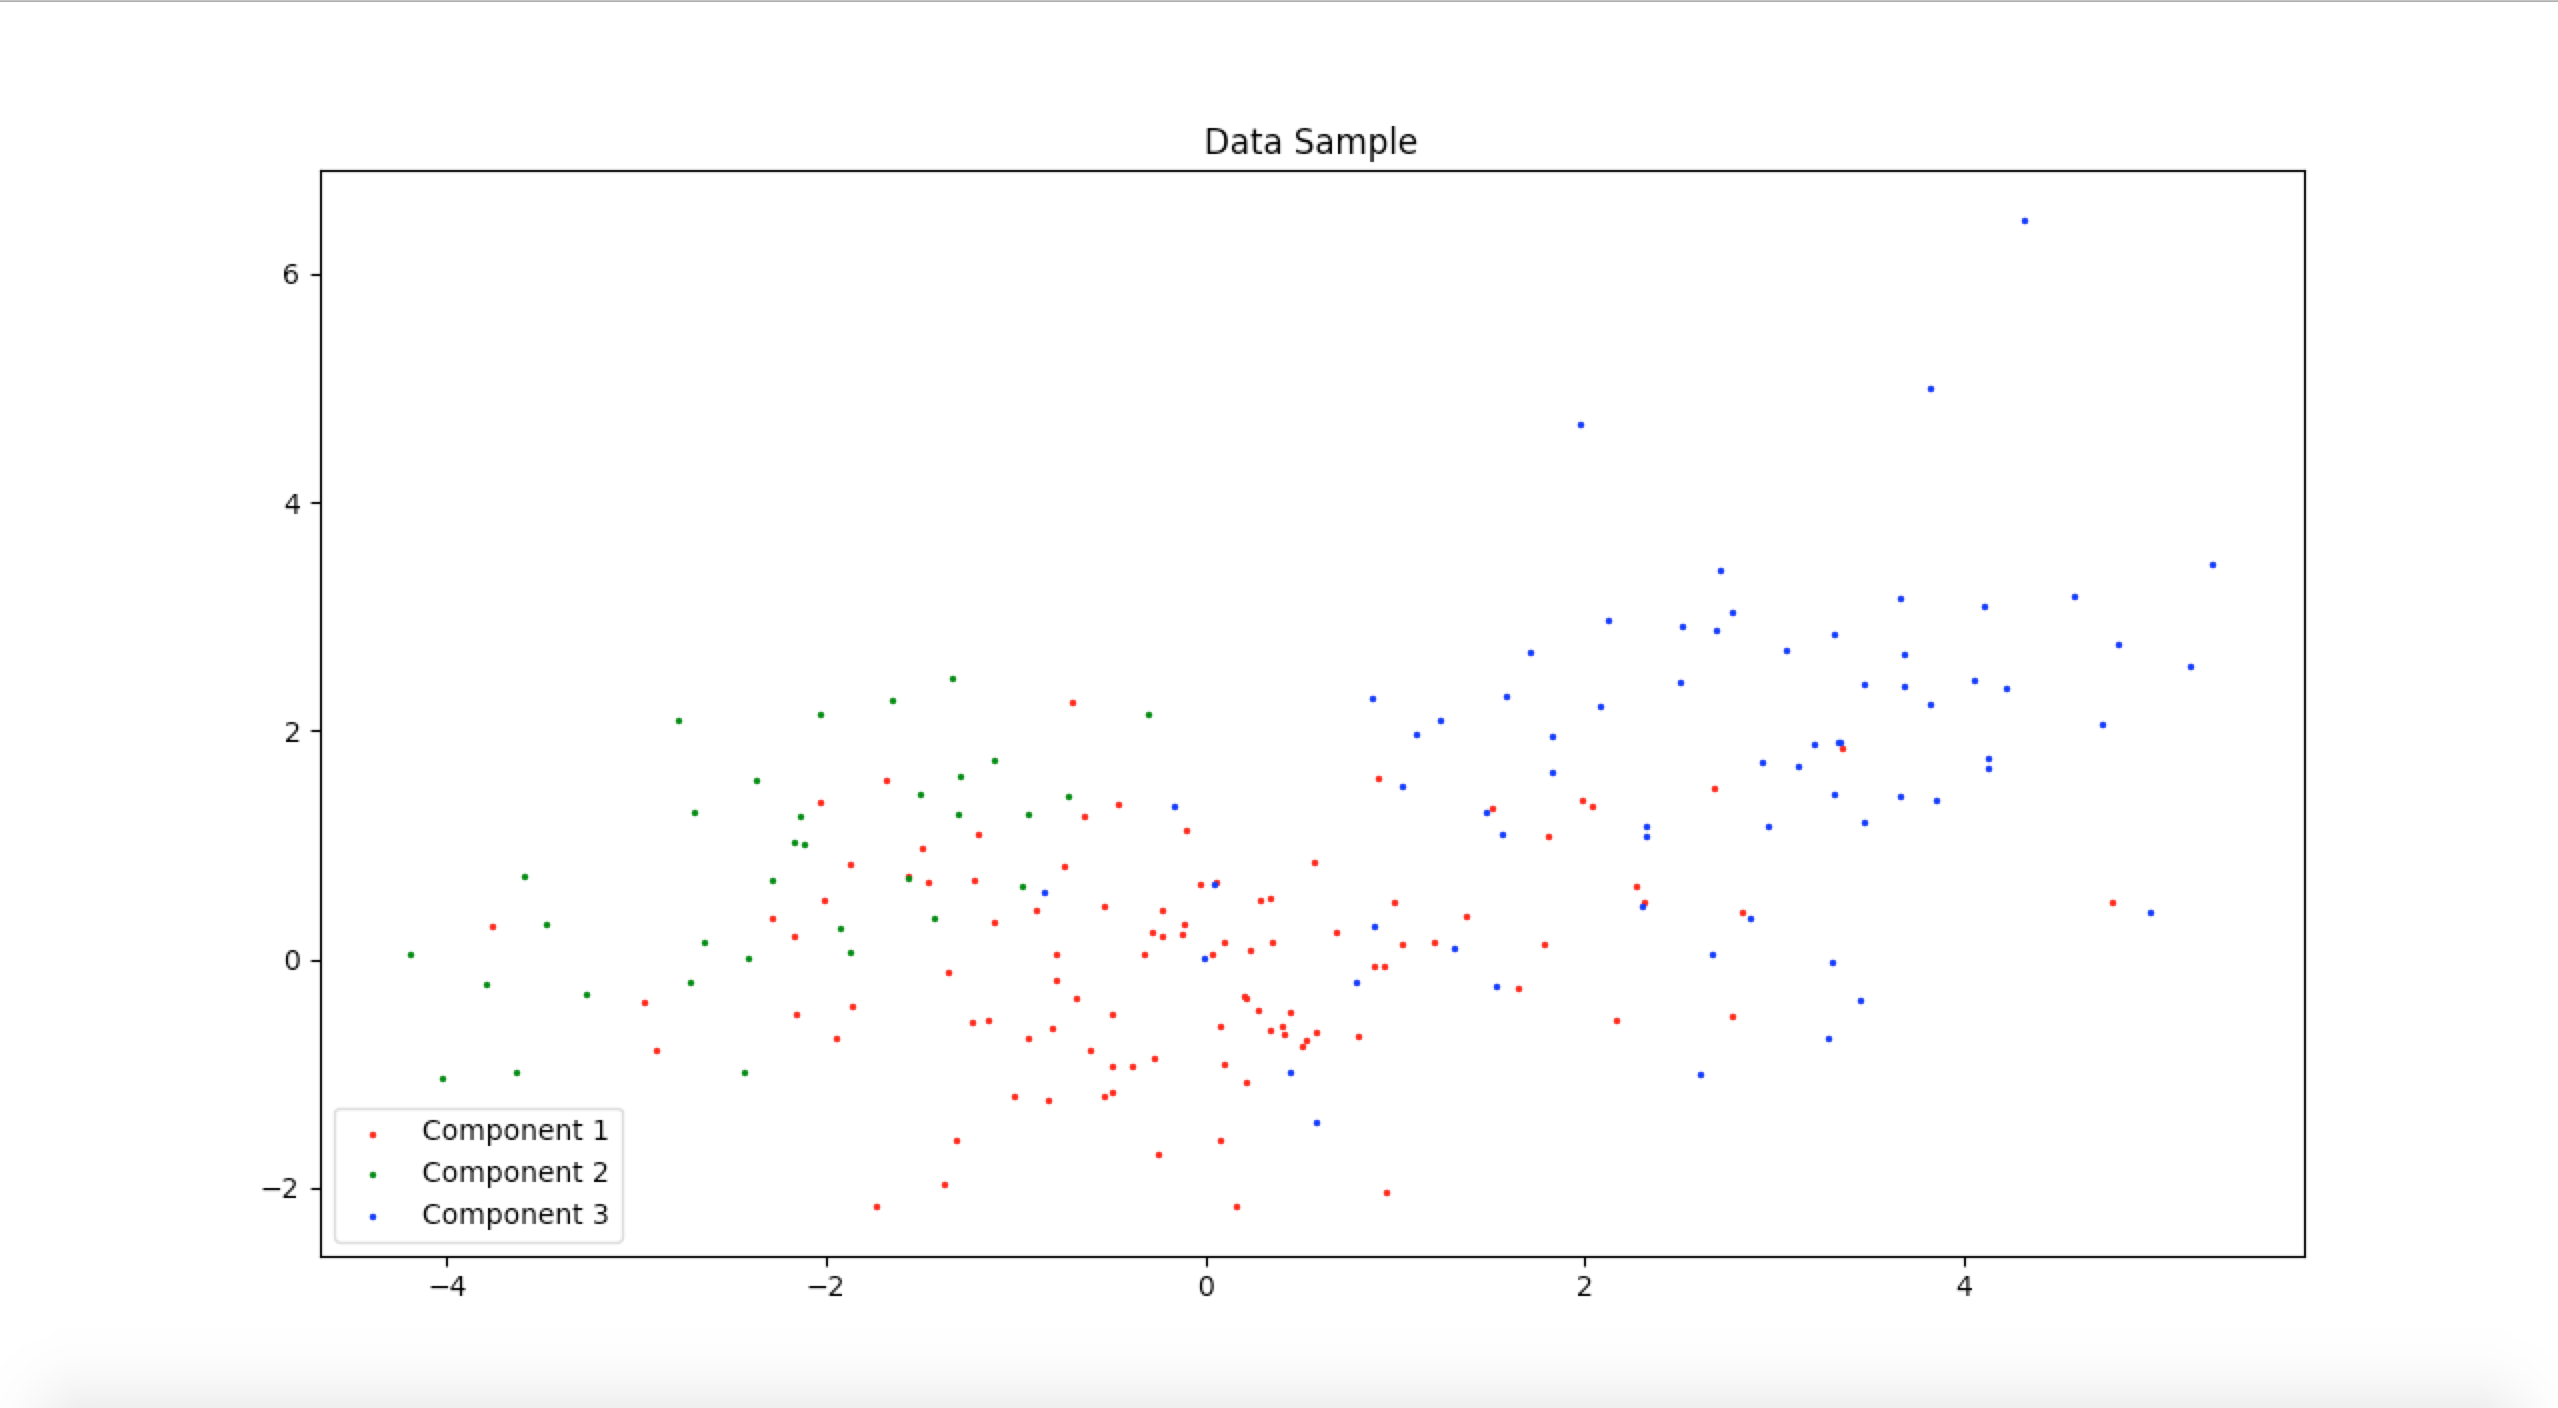 Data Sample
6
4
2
0
−2
Component 1
Component 2
Component 3
−4 −2 0 2 4